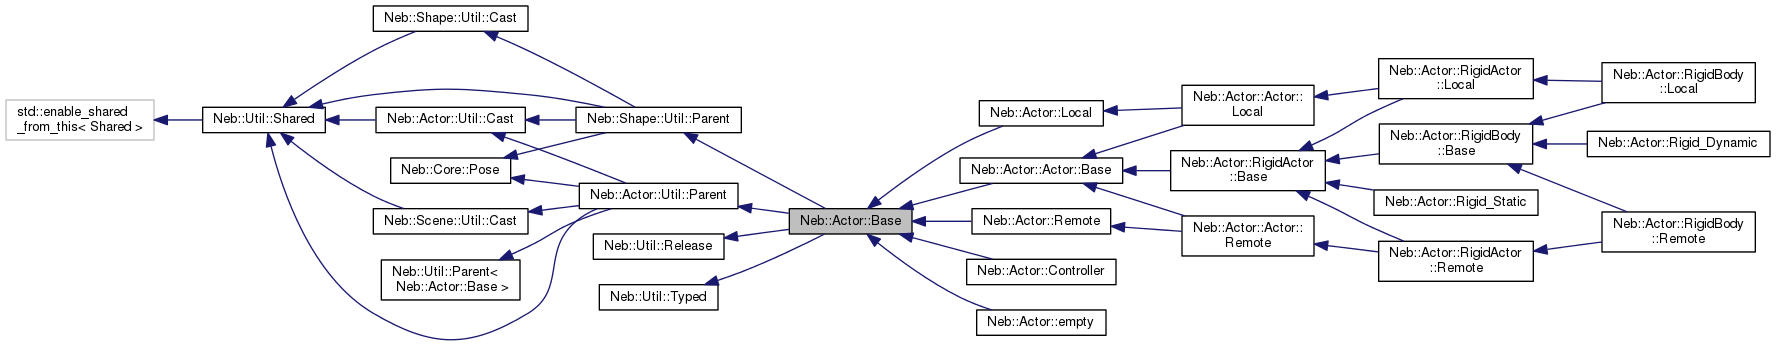 std::enable_shared
_from_this< Shared >
Neb::Util::Shared
Neb::Shape::Util::Cast
Neb::Actor::Util::Cast
Neb::Core::Pose
Neb::Scene::Util::Cast
Neb::Util::Parent<
Neb::Actor::Base >
Neb::Shape::Util::Parent
Neb::Actor::Util::Parent
Neb::Util::Release
Neb::Util::Typed
Neb::Actor::Base
Neb::Actor::Local
Neb::Actor::Actor::Base
Neb::Actor::Remote
Neb::Actor::Controller
Neb::Actor::empty
Neb::Actor::Actor::
Local
Neb::Actor::RigidActor
::Base
Neb::Actor::Actor::
Remote
Neb::Actor::RigidActor
::Local
Neb::Actor::RigidBody
::Base
Neb::Actor::Rigid_Static
Neb::Actor::RigidActor
::Remote
Neb::Actor::RigidBody
::Local
Neb::Actor::Rigid_Dynamic
Neb::Actor::RigidBody
::Remote